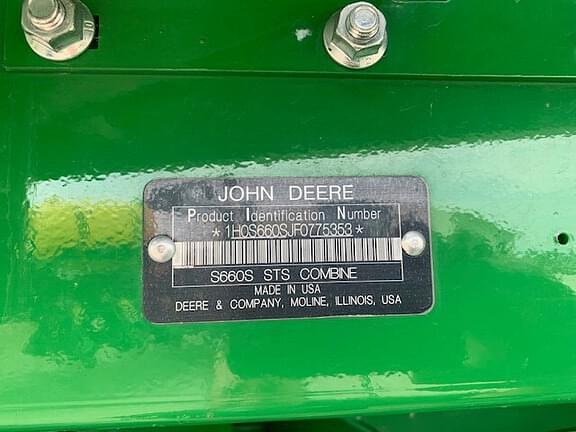 JOHN DEERE
Product Identification Number
*1H0S660SJF0775353*
S660S STS COMBINE
MADE IN USA
DEERE & COMPANY, MOLINE, ILLINOIS, USA